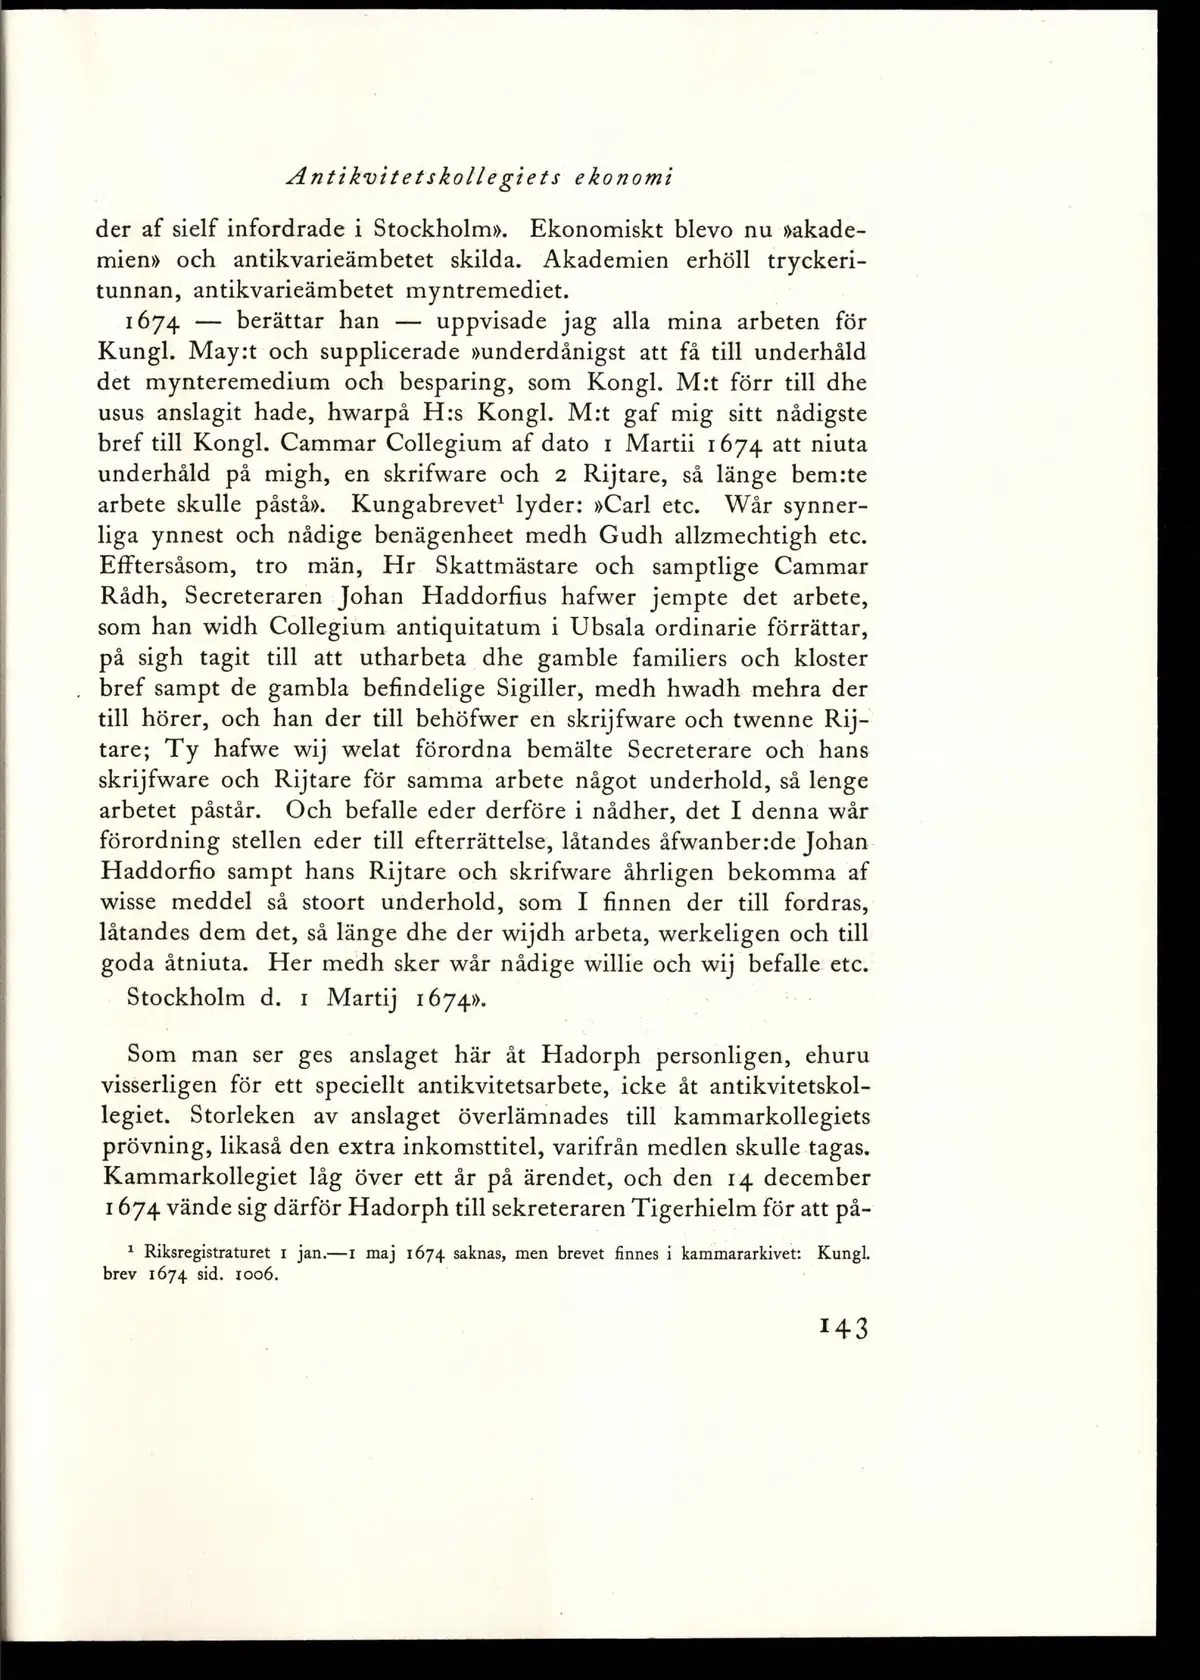 Antikvitetskollegiets ekonomi
der af sielf infordrade i Stockholm». Ekonomiskt blevo nu »akade-
mien» och antikvarieämbetet skilda. Akademien erhöll tryckeri-
tunnan, antikvarieämbetet myntremediet.
1674 — berättar han — uppvisade jag alla mina arbeten för
Kungl. May:t och supplicerade »underdånigst att få till underhåld
det mynteremedium och besparing, som Kongl. M:t förr till dhe
usus anslagit hade, hwarpå H:s Kongl. M:t gaf mig sitt nådigste
bref till Kongl. Cammar Collegium af dato 1 Martii 1674 att niuta
underhåld på migh, en skrifware och 2 Rijtare, så länge bem:te
arbete skulle påstå». Kungabrevet¹ lyder: »Carl etc. Wår synner-
liga ynnest och nådige benägenheet medh Gudh allzmechtigh etc.
Efftersåsom, tro män, Hr Skattmästare och samptlige Cammar
Rådh, Secreteraren Johan Haddorfius hafwer jempte det arbete,
som han widh Collegium antiquitatum i Ubsala ordinarie förrättar,
på sigh tagit till att utharbeta dhe gamble familiers och kloster
bref sampt de gambla befindelige Sigiller, medh hwadh mehra der
till hörer, och han der till behöfwer en skrijfware och twenne Rij-
tare; Ty hafwe wij welat förordna bemälte Secreterare och hans
skrijfware och Rijtare för samma arbete något underhold, så lenge
arbetet påstår. Och befalle eder derföre i nådher, det I denna wår
förordning stellen eder till efterrättelse, låtandes åfwanber:de Johan
Haddorfio sampt hans Rijtare och skrifware åhrligen bekomma af
wisse meddel så stoort underhold, som I finnen der till fordras,
låtandes dem det, så länge dhe der wijdh arbeta, werkeligen och till
goda åtniuta. Her medh sker wår nådige willie och wij befalle etc.
Stockholm d. 1 Martij 1674».
Som man ser ges anslaget här åt Hadorph personligen, ehuru
visserligen för ett speciellt antikvitetsarbete, icke åt antikvitetskol-
legiet. Storleken av anslaget överlämnades till kammarkollegiets
prövning, likaså den extra inkomsttitel, varifrån medlen skulle tagas.
Kammarkollegiet låg över ett år på ärendet, och den 14 december
1674 vände sig därför Hadorph till sekreteraren Tigerhielm för att på-
¹ Riksregistraturet 1 jan.—1 maj 1674 saknas, men brevet finnes i kammararkivet: Kungl.
brev 1674 sid. 1006.
143